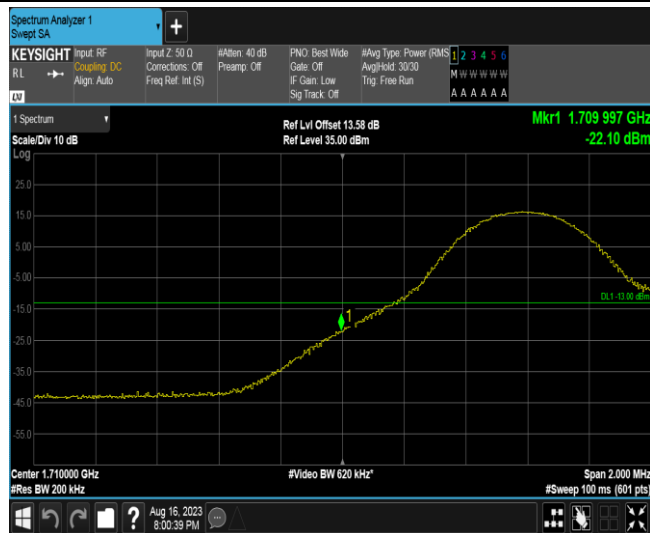 Spectrum Analyzer 1
Swept SA
+
KEYSIGHT
RL
LXI
Input: RF
Coupling: DC
Align: Auto
Input Z: 50 Ω
Corrections: Off
Freq Ref: Int (S)
#Atten: 40 dB
Preamp: Off
PNO: Best Wide
Gate: Off
IF Gain: Low
Sig Track: Off
#Avg Type: Power (RMS
Avg|Hold: 30/30
Trig: Free Run
1 2 3 4 5 6
M W W W W W
A A A A A A
1 Spectrum
Scale/Div 10 dB
Ref Lvl Offset 13.58 dB
Ref Level 35.00 dBm
Mkr1 1.709 997 GHz
-22.10 dBm
Log
25.0
15.0
5.00
-5.00
-15.0
-25.0
-35.0
-45.0
-55.0
1
DL1 -13.00 dBm
Center 1.710000 GHz
#Video BW 620 kHz*
Span 2.000 MHz
#Res BW 200 kHz
#Sweep 100 ms (601 pts)
?
Aug 16, 2023
8:00:39 PM